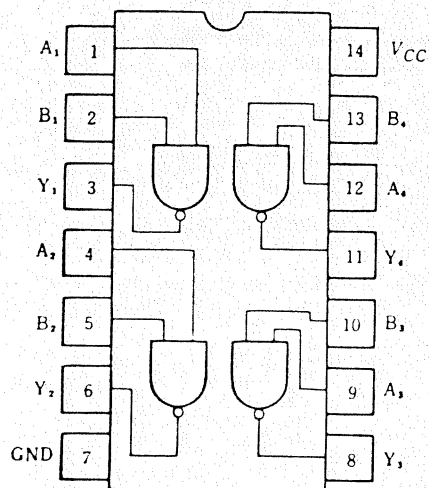 A₁ 1 14 V_CC
B₁ 2 13 B₄
Y₁ 3 12 A₄
A₂ 4 11 Y₄
B₂ 5 10 B₃
Y₂ 6 9 A₃
GND 7 8 Y₃